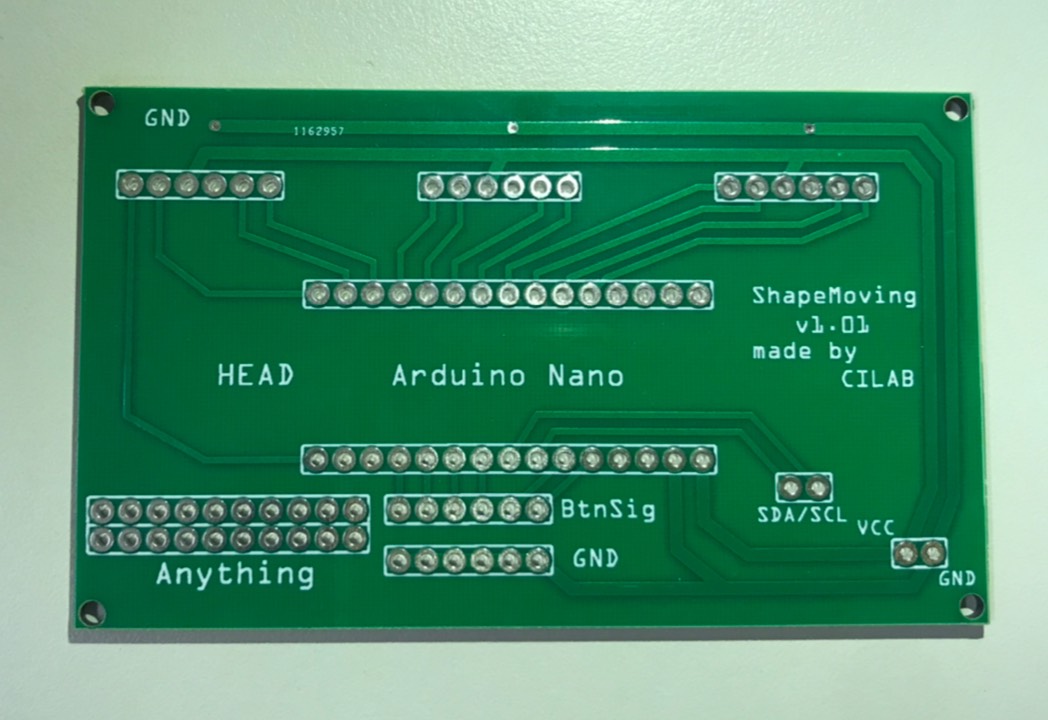 GND
1162957
ShapeMoving
v1.01
made by
CILAB
HEAD
Arduino Nano
BtnSig
SDA/SCL
VCC
GND
GND
Anything